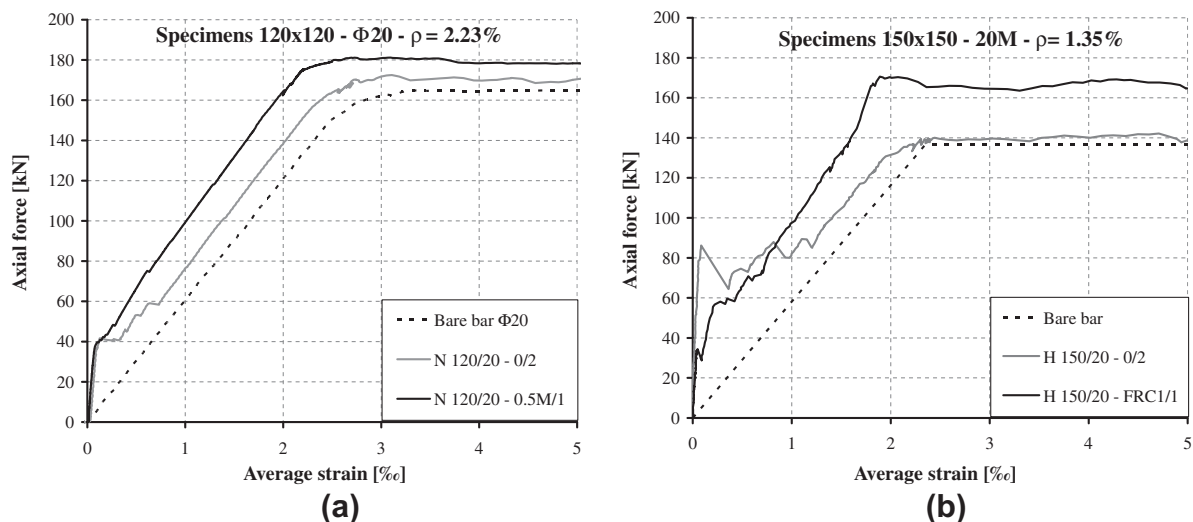 Specimens 120x120 - Φ20 - ρ = 2.23%
Axial force [kN]
200
180
160
140
120
100
80
60
40
20
0
0 1 2 3 4 5
Average strain [‰]
Bare bar Φ20
N 120/20 - 0/2
N 120/20 - 0.5M/1
(a)
Specimens 150x150 - 20M - ρ= 1.35%
Axial force [kN]
200
180
160
140
120
100
80
60
40
20
0
0 1 2 3 4 5
Average strain [‰]
Bare bar
H 150/20 - 0/2
H 150/20 - FRC1/1
(b)